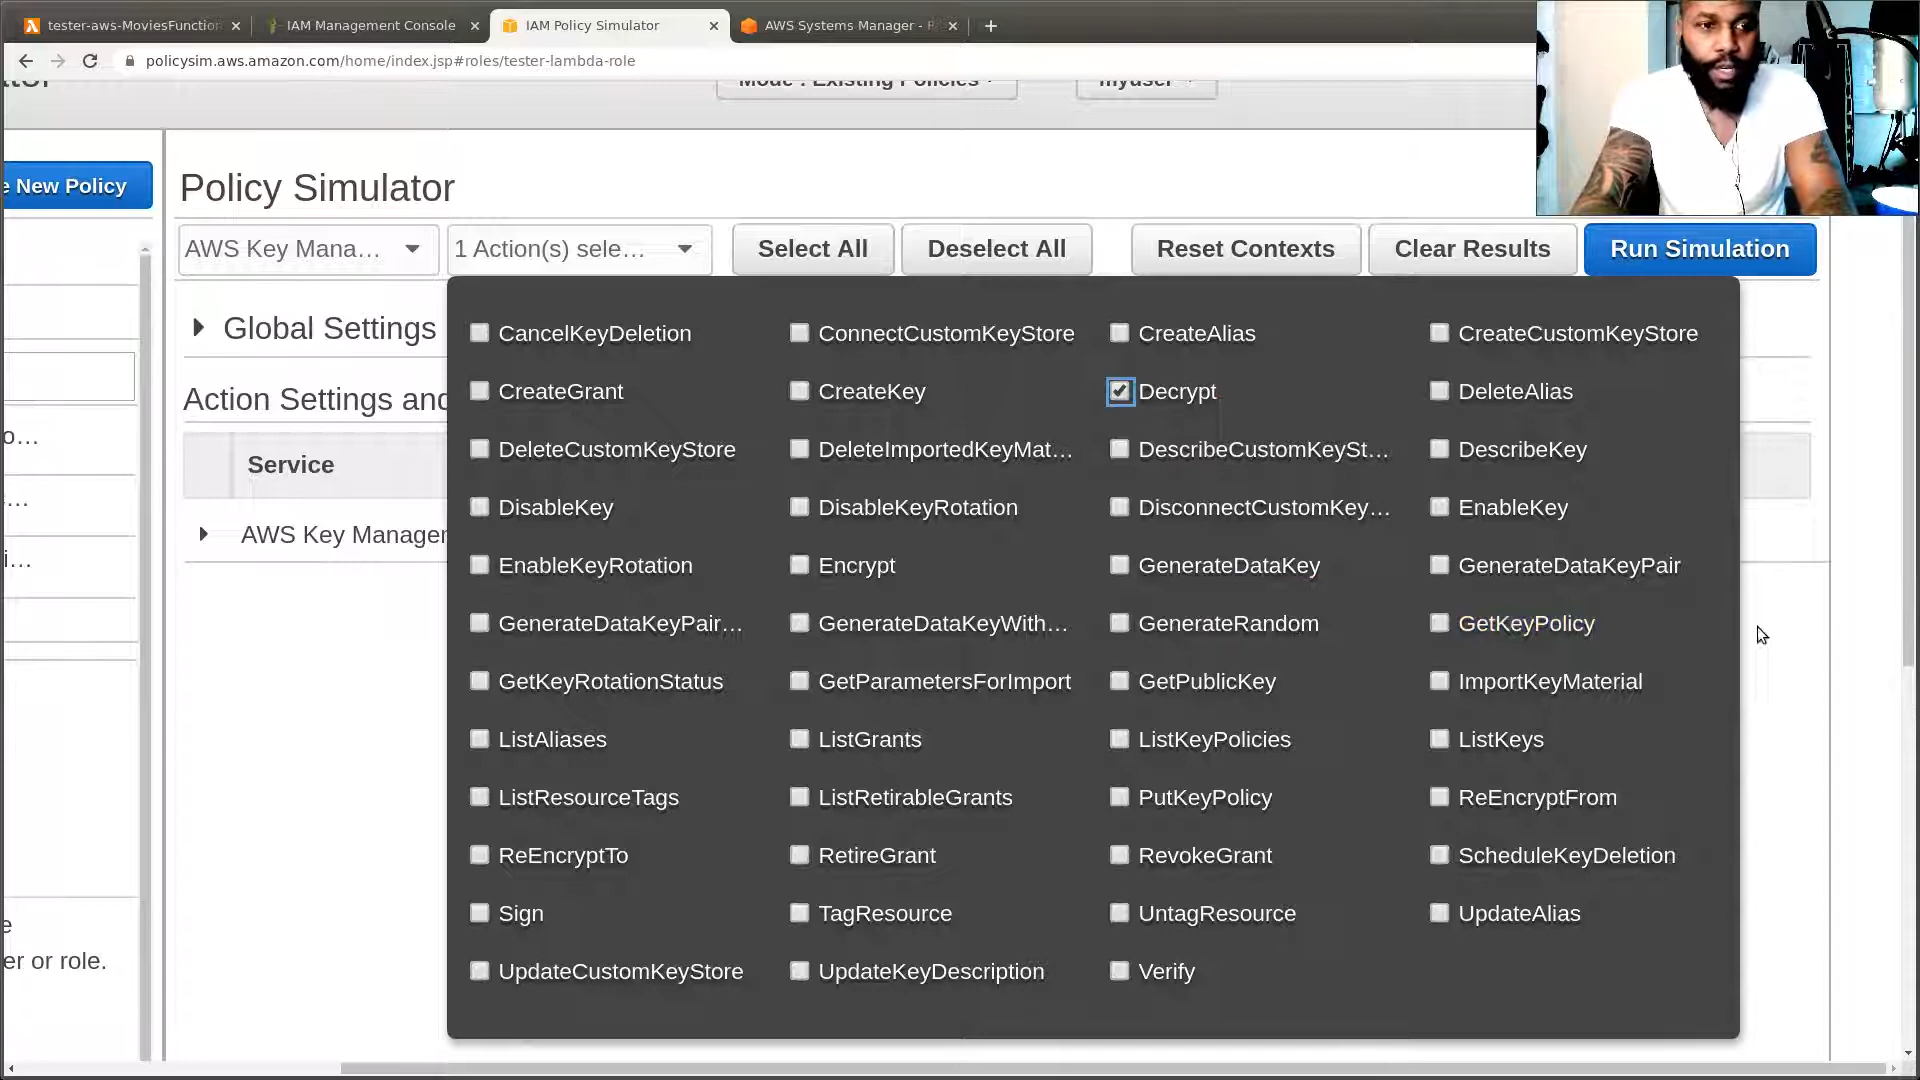 tester-aws-MoviesFunction
IAM Management Console
IAM Policy Simulator
AWS Systems Manager -
policysim.aws.amazon.com/home/index.jsp#roles/tester-lambda-role
Mode : Existing Policies
myuser
e New Policy
Policy Simulator
AWS Key Mana...
1 Action(s) sele...
Select All
Deselect All
Reset Contexts
Clear Results
Run Simulation
Global Settings
Action Settings and
Service
AWS Key Manager
CancelKeyDeletion ConnectCustomKeyStore CreateAlias CreateCustomKeyStore
CreateGrant CreateKey Decrypt DeleteAlias
DeleteCustomKeyStore DeleteImportedKeyMat... DescribeCustomKeySt... DescribeKey
DisableKey DisableKeyRotation DisconnectCustomKey... EnableKey
EnableKeyRotation Encrypt GenerateDataKey GenerateDataKeyPair
GenerateDataKeyPair... GenerateDataKeyWith... GenerateRandom GetKeyPolicy
GetKeyRotationStatus GetParametersForImport GetPublicKey ImportKeyMaterial
ListAliases ListGrants ListKeyPolicies ListKeys
ListResourceTags ListRetirableGrants PutKeyPolicy ReEncryptFrom
ReEncryptTo RetireGrant RevokeGrant ScheduleKeyDeletion
Sign TagResource UntagResource UpdateAlias
UpdateCustomKeyStore UpdateKeyDescription Verify
o...
...
i...
e
er or role.